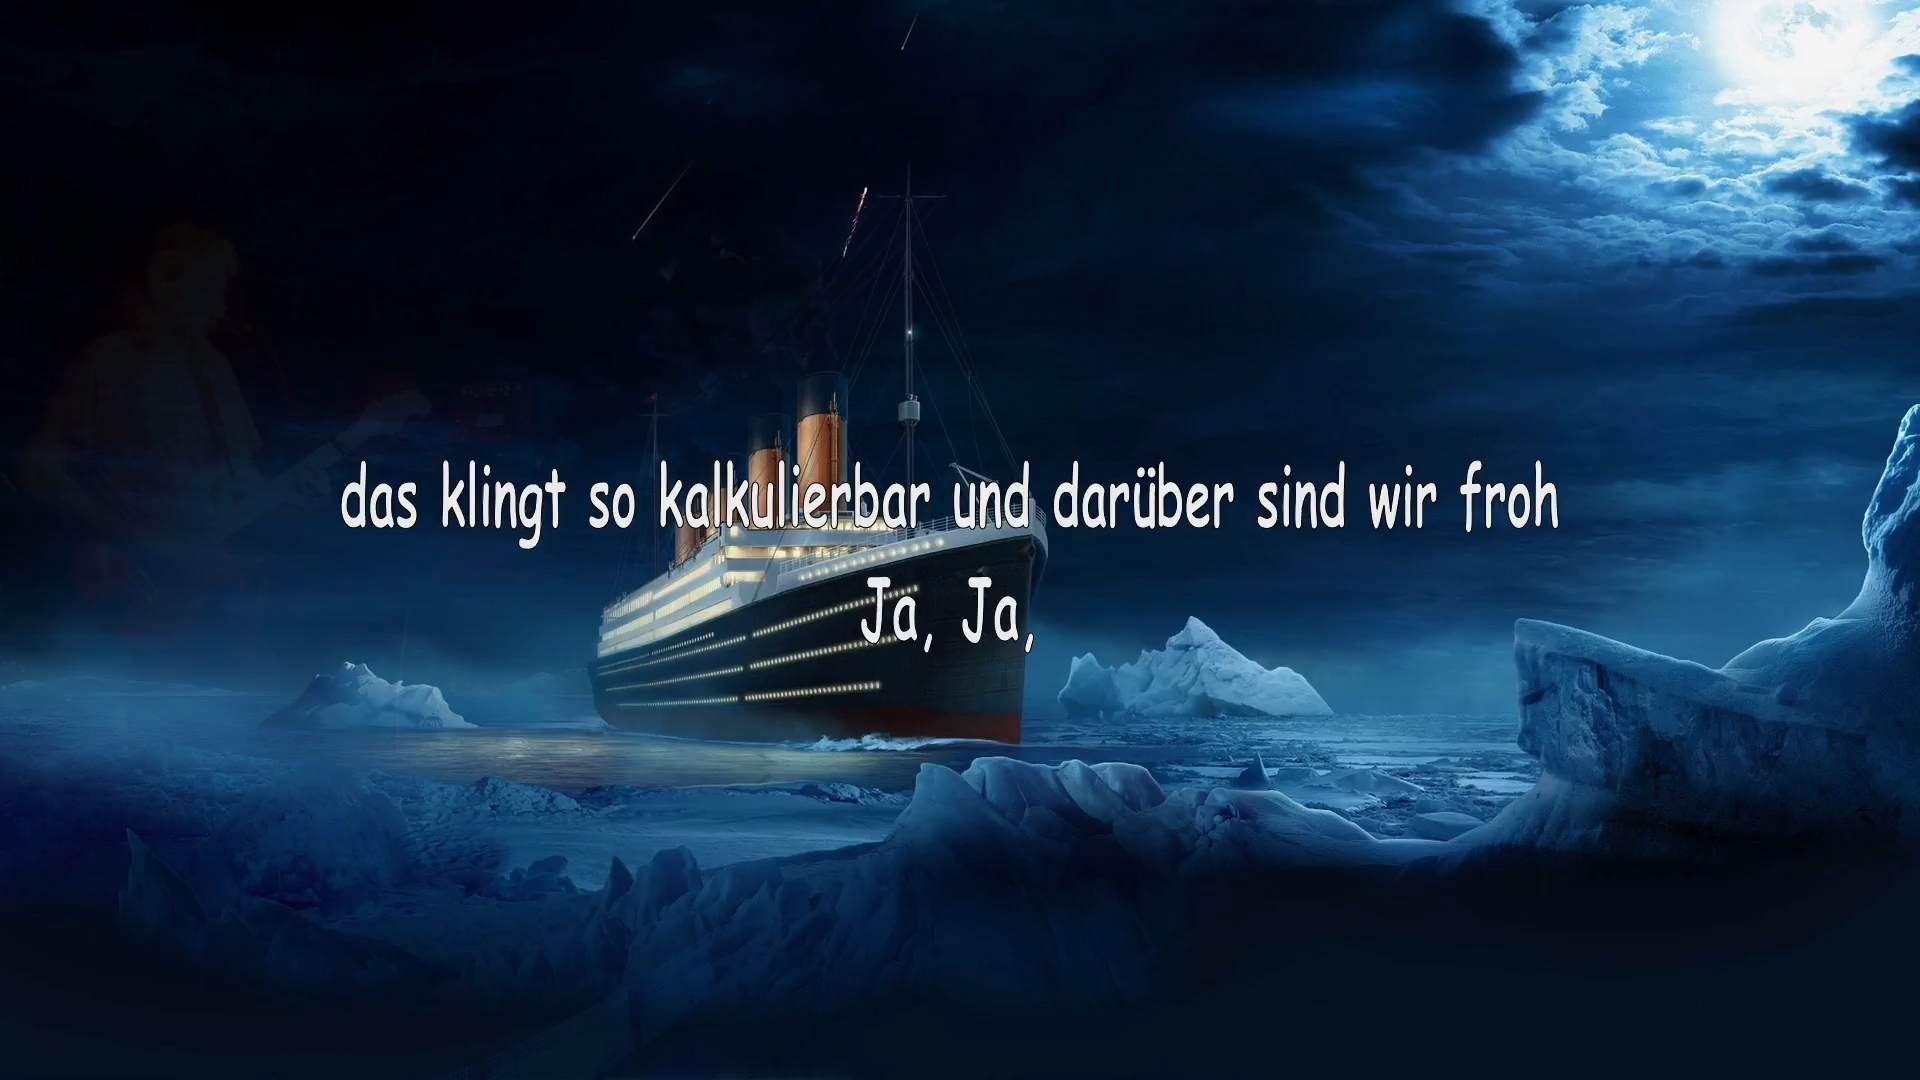 das klingt so kalkulierbar und darüber sind wir froh
Ja, Ja,